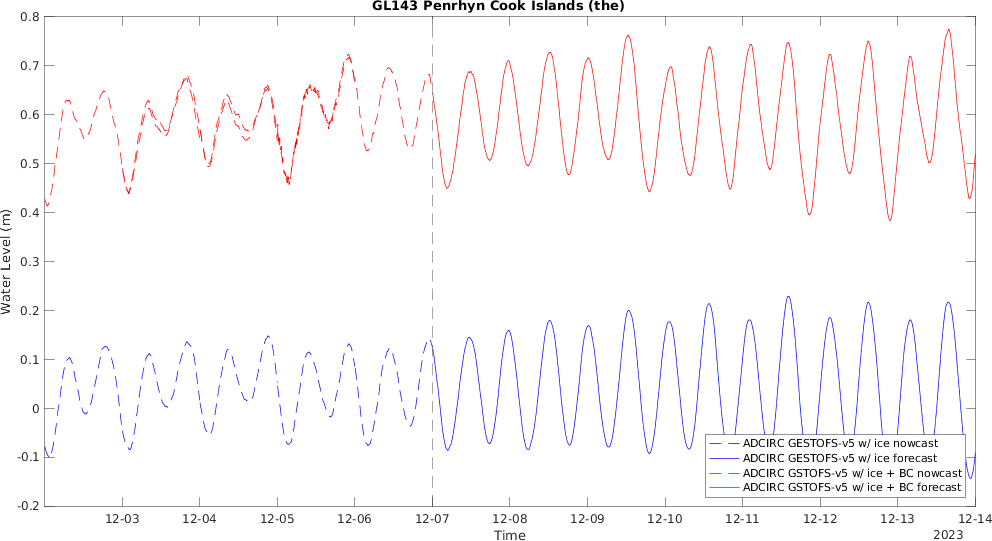 GL143 Penrhyn Cook Islands (the)
0.8
0.7
0.6
0.5
0.4
0.3
0.2
0.1
0
-0.1
-0.2
Water Level (m)
ADCIRC GESTOFS-v5 w/ ice nowcast
ADCIRC GESTOFS-v5 w/ ice forecast
ADCIRC GSTOFS-v5 w/ ice + BC nowcast
ADCIRC GSTOFS-v5 w/ ice + BC forecast
12-03 12-04 12-05 12-06 12-07 12-08 12-09 12-10 12-11 12-12 12-13 12-14
Time
2023